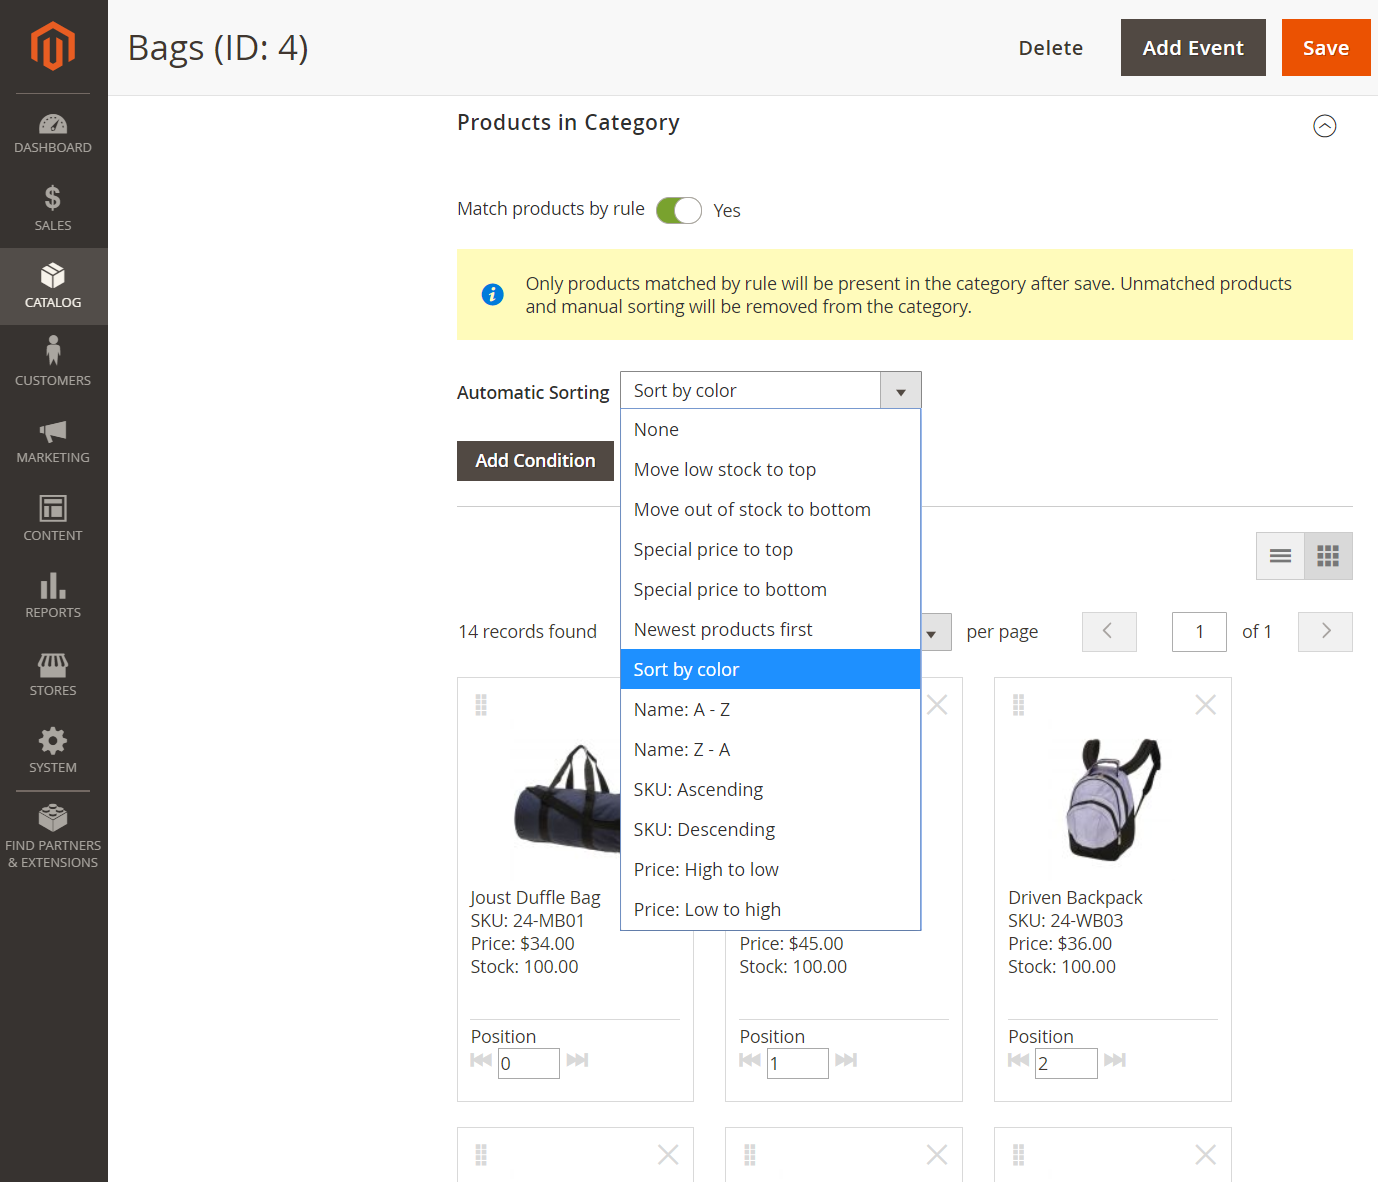 Bags (ID: 4)
Delete
Add Event
Save
DASHBOARD
SALES
CATALOG
CUSTOMERS
MARKETING
CONTENT
REPORTS
STORES
SYSTEM
FIND PARTNERS
& EXTENSIONS
Products in Category
Match products by rule
Yes
Only products matched by rule will be present in the category after save. Unmatched products
and manual sorting will be removed from the category.
Automatic Sorting
Sort by color
None
Move low stock to top
Move out of stock to bottom
Special price to top
Special price to bottom
Newest products first
Sort by color
Name: A - Z
Name: Z - A
SKU: Ascending
SKU: Descending
Price: High to low
Price: Low to high
Add Condition
14 records found
per page
1
of 1
Joust Duffle Bag
SKU: 24-MB01
Price: $34.00
Stock: 100.00
Position
0
Price: $45.00
Stock: 100.00
Position
1
Driven Backpack
SKU: 24-WB03
Price: $36.00
Stock: 100.00
Position
2